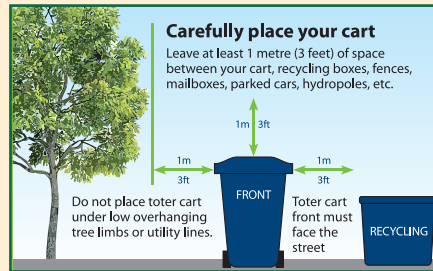 Carefully place your cart
Leave at least 1 metre (3 feet) of space
between your cart, recycling boxes, fences,
mailboxes, parked cars, hydropoles, etc.
1m 3ft
1m
3ft
1m
3ft
Do not place toter cart
under low overhanging
tree limbs or utility lines.
FRONT
Toter cart
front must
face the
street
RECYCLING